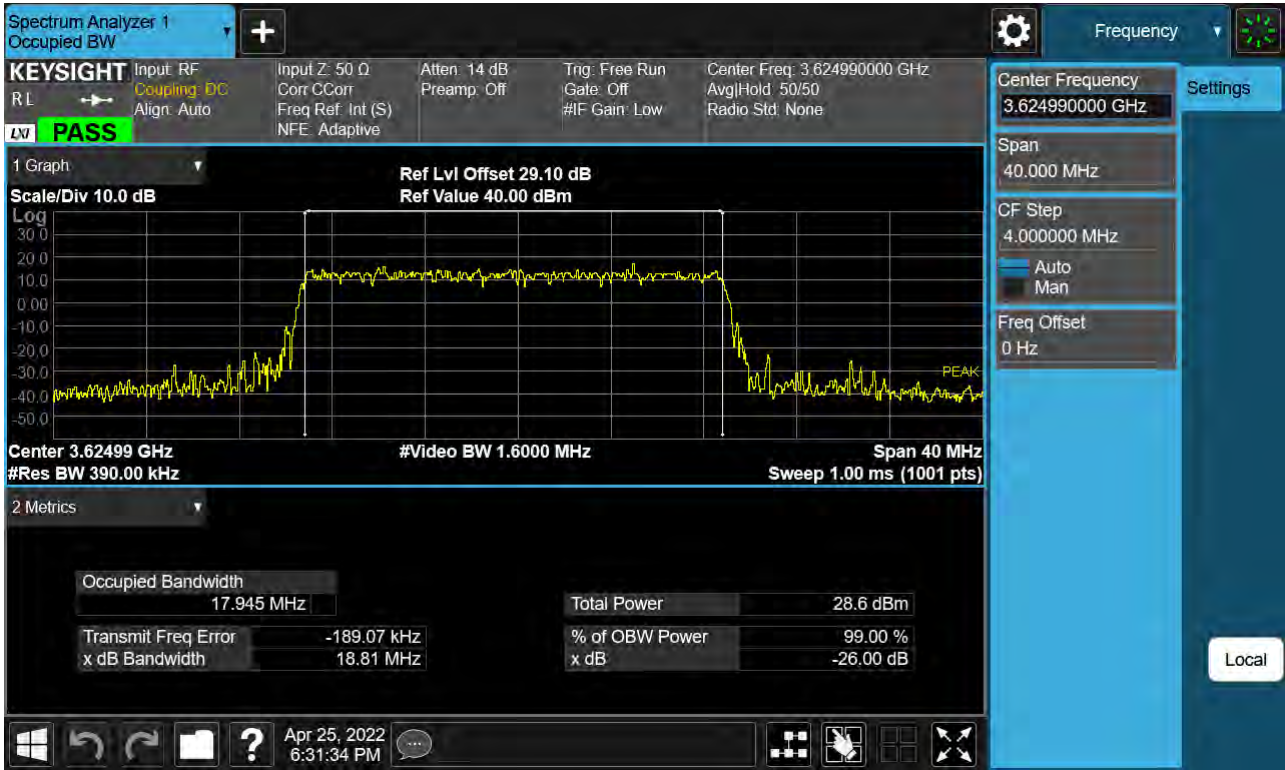 Spectrum Analyzer 1
Occupied BW
+
Frequency
KEYSIGHT
RL
LXI PASS
Input: RF
Coupling: DC
Align: Auto
Input Z: 50 Ω
Corr CCorr
Freq Ref: Int (S)
NFE: Adaptive
Atten: 14 dB
Preamp: Off
Trig: Free Run
Gate: Off
#IF Gain: Low
Center Freq: 3.624990000 GHz
Avg|Hold: 50/50
Radio Std: None
Center Frequency
3.624990000 GHz
Settings
Span
40.000 MHz
CF Step
4.000000 MHz
Auto
Man
Freq Offset
0 Hz
Local
1 Graph
Scale/Div 10.0 dB
Ref Lvl Offset 29.10 dB
Ref Value 40.00 dBm
Log
30.0
20.0
10.0
0.00
-10.0
-20.0
-30.0
-40.0
-50.0
PEAK
Center 3.62499 GHz
#Video BW 1.6000 MHz
Span 40 MHz
#Res BW 390.00 kHz
Sweep 1.00 ms (1001 pts)
2 Metrics
Occupied Bandwidth
17.945 MHz
Total Power 28.6 dBm
Transmit Freq Error -189.07 kHz
% of OBW Power 99.00 %
x dB Bandwidth 18.81 MHz
x dB -26.00 dB
?
Apr 25, 2022
6:31:34 PM